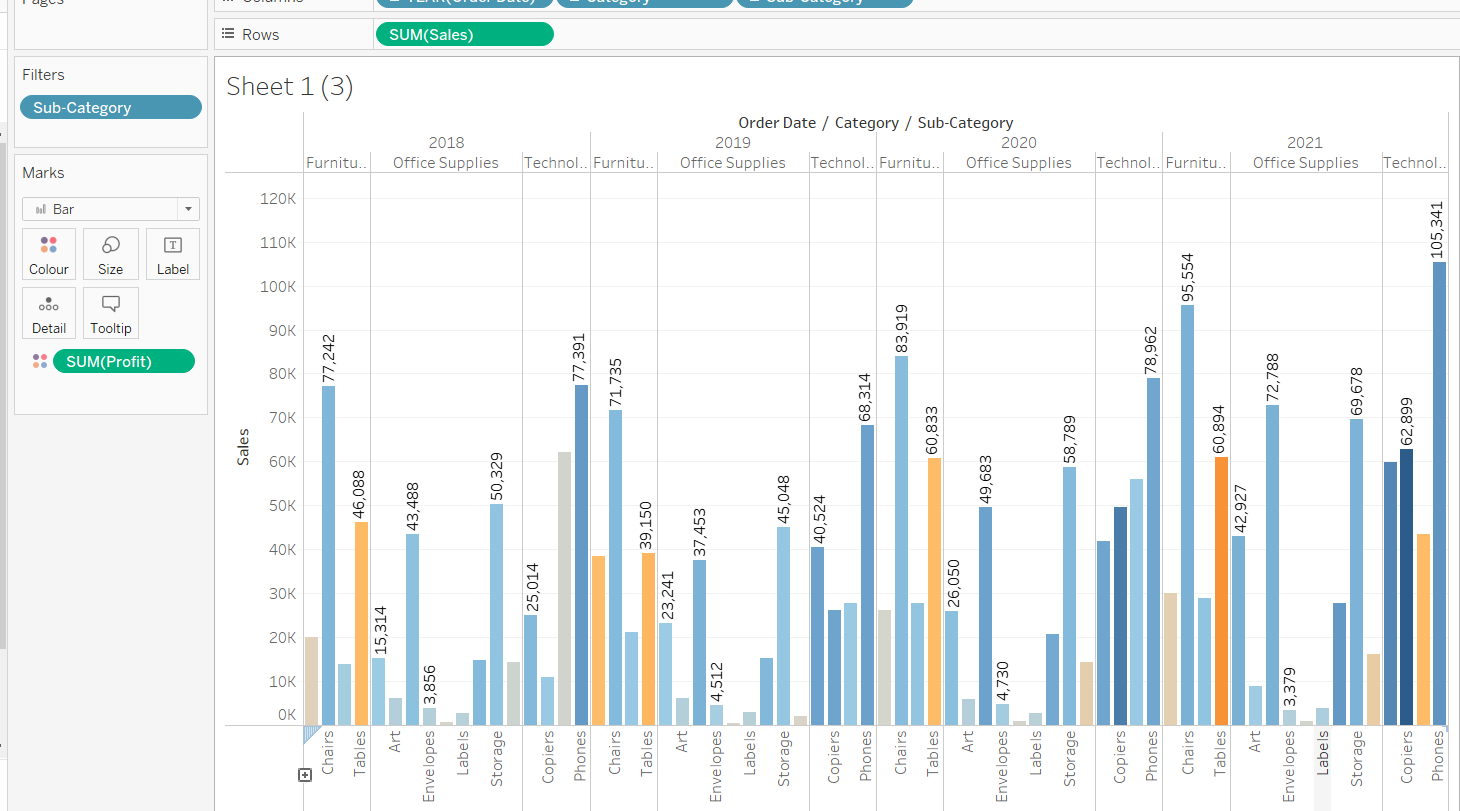 Pages
Columns
YEAR(Order Date)
Category
Sub-Category
Rows
SUM(Sales)
Filters
Sub-Category
Marks
Bar
Colour
Size
Label
Detail
Tooltip
SUM(Profit)
Sheet 1 (3)
Order Date / Category / Sub-Category
2018
2019
2020
2021
Furnitu..
Office Supplies
Technol..
Furnitu..
Office Supplies
Technol..
Furnitu..
Office Supplies
Technol..
Furnitu..
Office Supplies
Technol..
Sales
120K
110K
100K
90K
80K
70K
60K
50K
40K
30K
20K
10K
0K
77,242
46,088
15,314
43,488
3,856
50,329
25,014
77,391
71,735
39,150
23,241
37,453
4,512
45,048
40,524
68,314
83,919
60,833
26,050
49,683
4,730
58,789
78,962
95,554
60,894
42,927
72,788
3,379
69,678
62,899
105,341
Chairs
Tables
Art
Envelopes
Labels
Storage
Copiers
Phones
Chairs
Tables
Art
Envelopes
Labels
Storage
Copiers
Phones
Chairs
Tables
Art
Envelopes
Labels
Storage
Copiers
Phones
Chairs
Tables
Art
Envelopes
Labels
Storage
Copiers
Phones